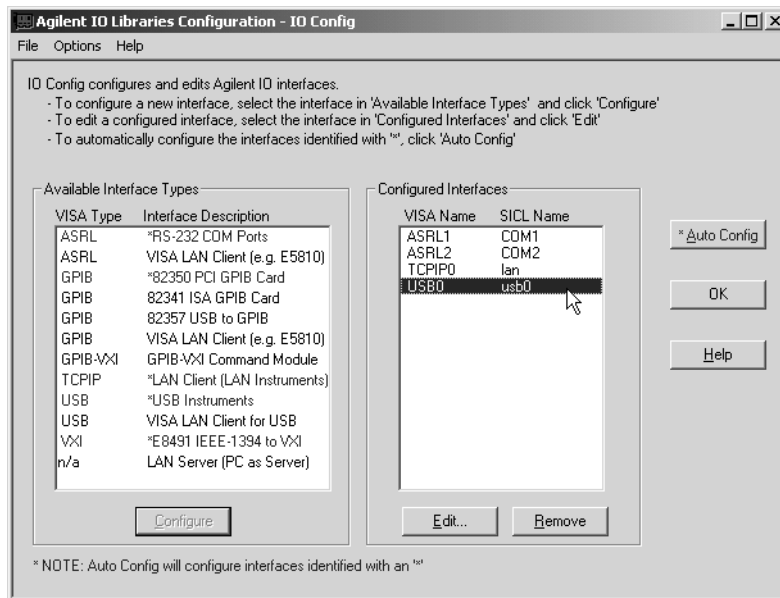 Agilent IO Libraries Configuration - IO Config
File Options Help
IO Config configures and edits Agilent IO interfaces.
- To configure a new interface, select the interface in 'Available Interface Types' and click 'Configure'
- To edit a configured interface, select the interface in 'Configured Interfaces' and click 'Edit'
- To automatically configure the interfaces identified with '*', click 'Auto Config'
Available Interface Types
VISA Type Interface Description
ASRL *RS-232 COM Ports
ASRL VISA LAN Client (e.g. E5810)
GPIB *82350 PCI GPIB Card
GPIB 82341 ISA GPIB Card
GPIB 82357 USB to GPIB
GPIB VISA LAN Client (e.g. E5810)
GPIB-VXI GPIB-VXI Command Module
TCPIP *LAN Client (LAN Instruments)
USB *USB Instruments
USB VISA LAN Client for USB
VXI *E8491 IEEE-1394 to VXI
n/a LAN Server (PC as Server)
Configure
Configured Interfaces
VISA Name SICL Name
ASRL1 COM1
ASRL2 COM2
TCPIP0 lan
USB0 usb0
Edit... Remove
* Auto Config
OK
Help
* NOTE: Auto Config will configure interfaces identified with an '*'